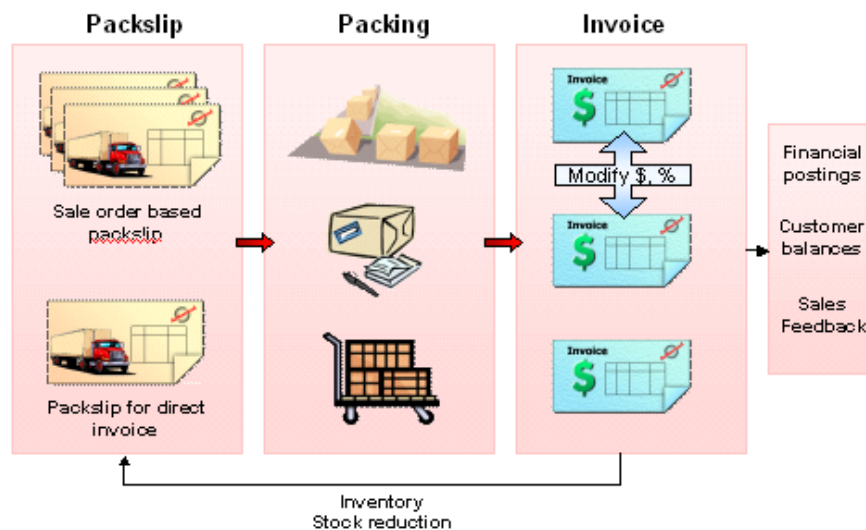 Packslip
Packing
Invoice
Sale order based
packslip
Packslip for direct
invoice
Invoice
$
Modify $, %
Invoice
$
Invoice
$
Financial
postings
Customer
balances
Sales
Feedback
Inventory
Stock reduction